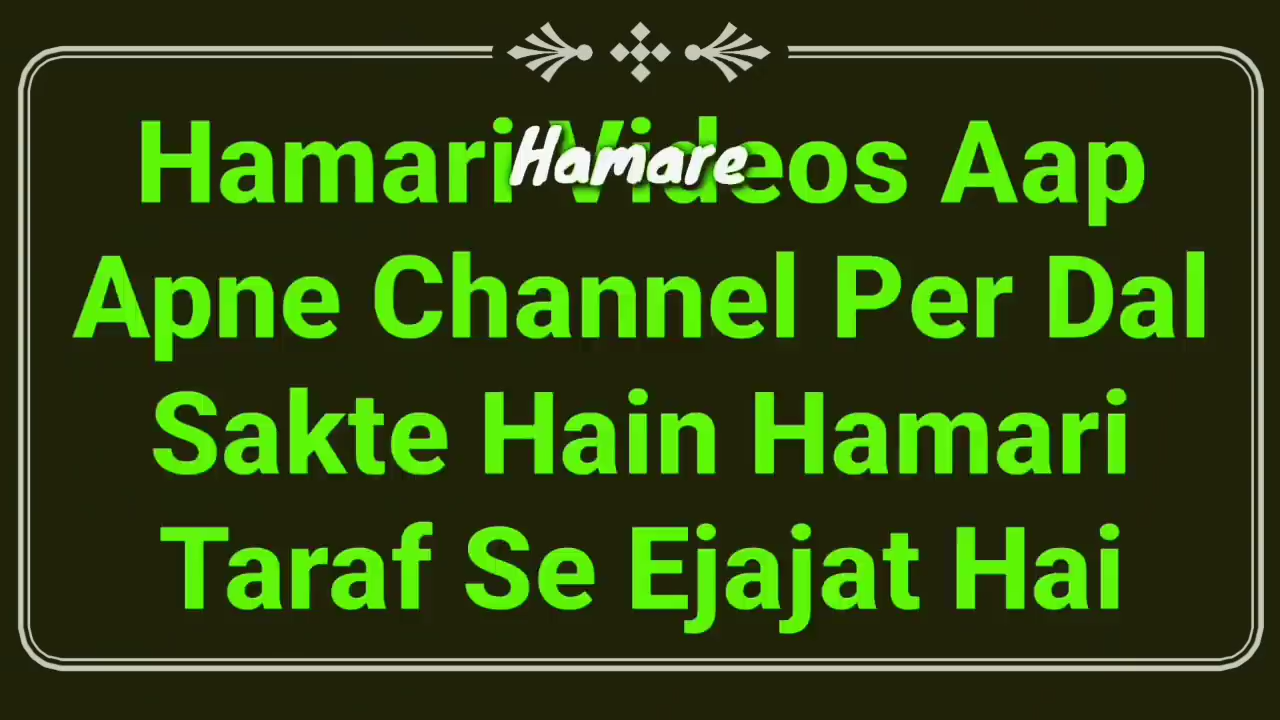 Hamari Videos Aap
Hamare
Apne Channel Per Dal
Sakte Hain Hamari
Taraf Se Ejajat Hai